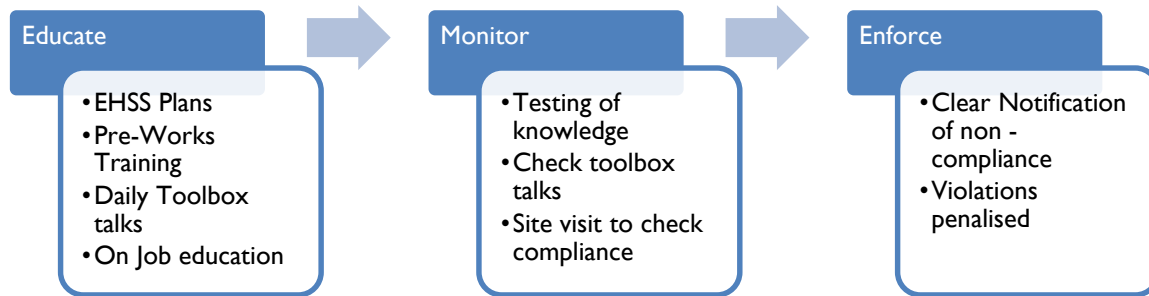 Educate
•EHSS Plans
•Pre-Works
Training
•Daily Toolbox
talks
•On Job education
Monitor
•Testing of
knowledge
•Check toolbox
talks
•Site visit to check
compliance
Enforce
•Clear Notification
of non -
compliance
•Violations
penalised